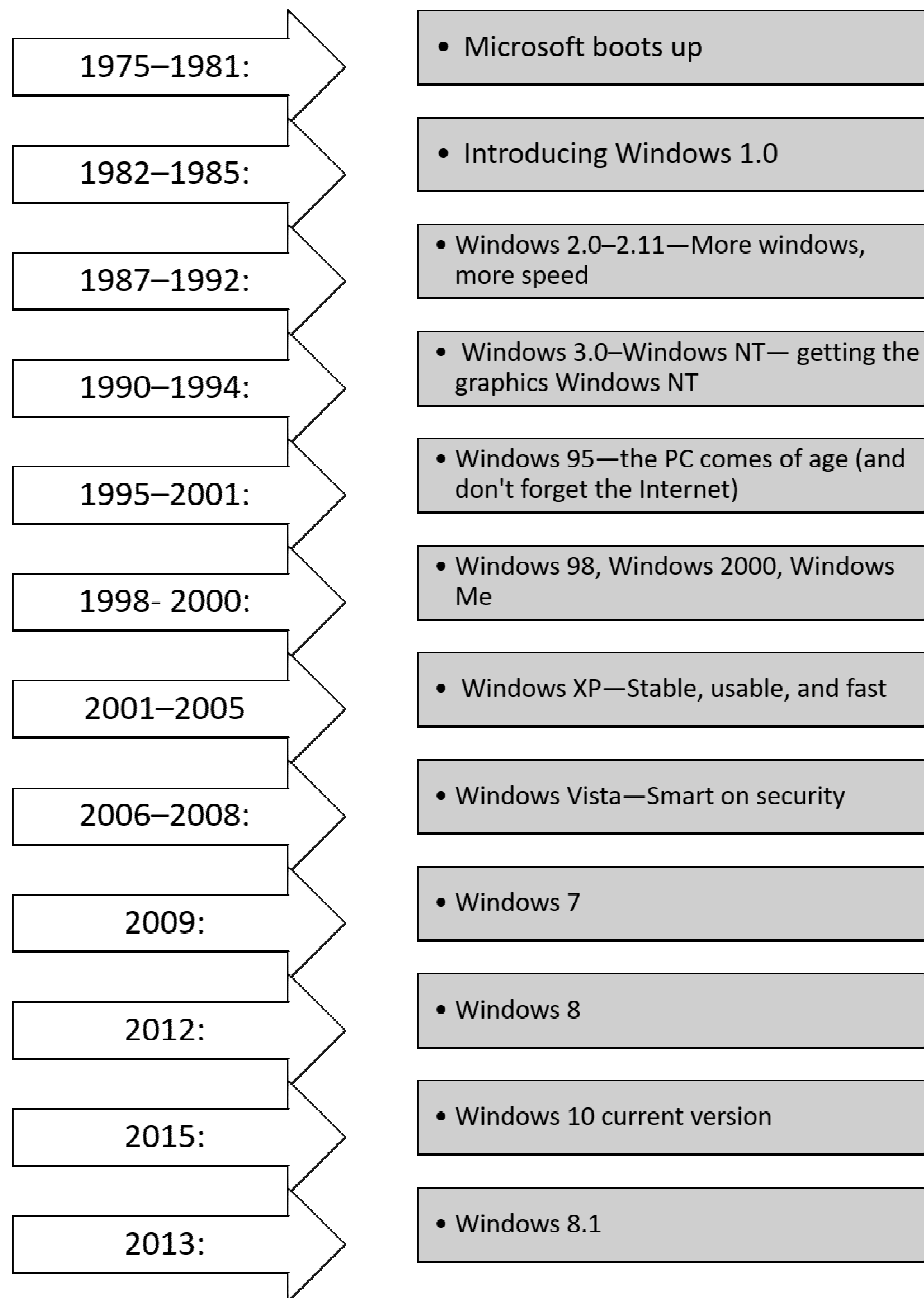 1975–1981:
• Microsoft boots up
1982–1985:
• Introducing Windows 1.0
1987–1992:
• Windows 2.0–2.11—More windows,
more speed
1990–1994:
• Windows 3.0–Windows NT— getting the
graphics Windows NT
1995–2001:
• Windows 95—the PC comes of age (and
don't forget the Internet)
1998- 2000:
• Windows 98, Windows 2000, Windows
Me
2001–2005
• Windows XP—Stable, usable, and fast
2006–2008:
• Windows Vista—Smart on security
2009:
• Windows 7
2012:
• Windows 8
2015:
• Windows 10 current version
2013:
• Windows 8.1